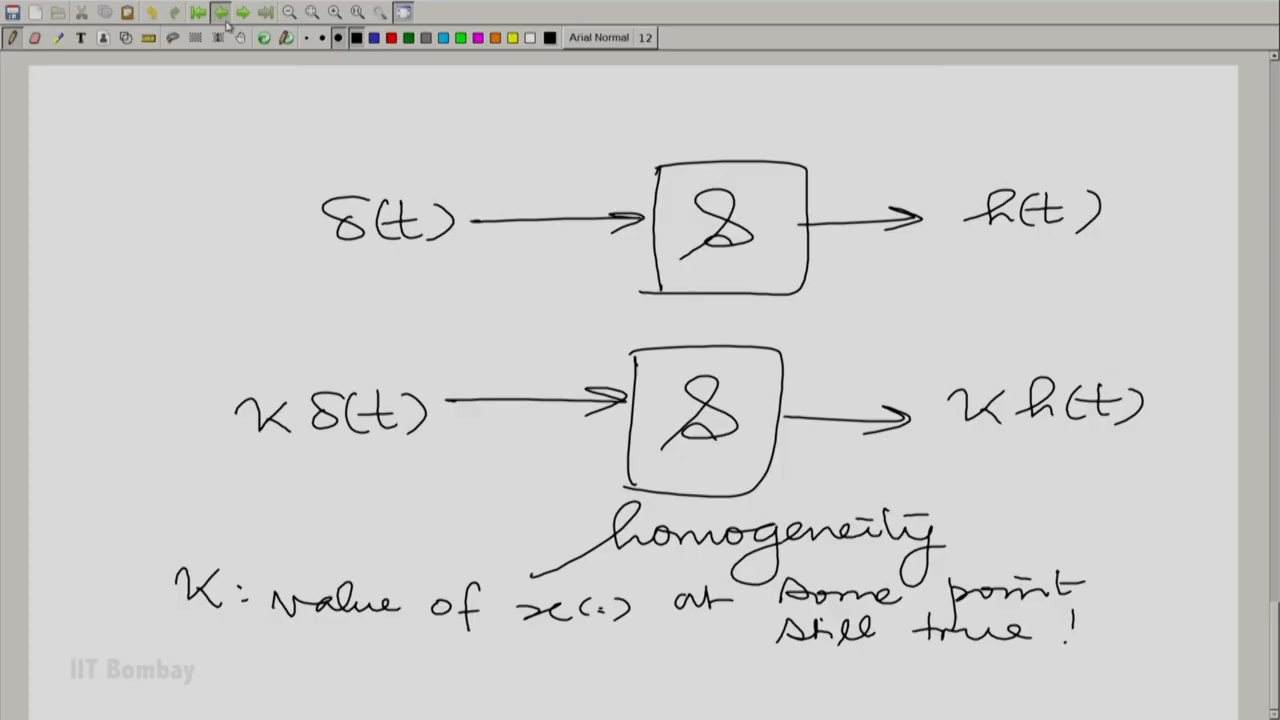 Arial Normal 12
δ(t) S h(t)
κ δ(t) S κ h(t)
homogeneity
κ : value of x(.) at some point
still true !
IIT Bombay